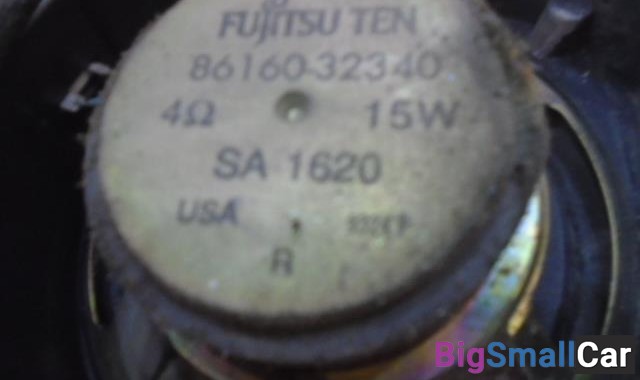 FUJITSU TEN
86160-32340
4Ω 15W
SA 1620
USA
R
BigSmallCar